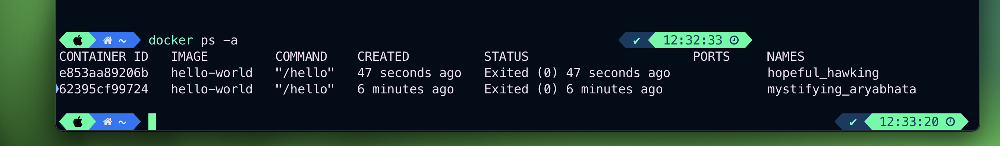 ~ docker ps -a ✔ 12:32:33
CONTAINER ID IMAGE COMMAND CREATED STATUS PORTS NAMES
e853aa89206b hello-world "/hello" 47 seconds ago Exited (0) 47 seconds ago hopeful_hawking
62395cf99724 hello-world "/hello" 6 minutes ago Exited (0) 6 minutes ago mystifying_aryabhata
~ ✔ 12:33:20